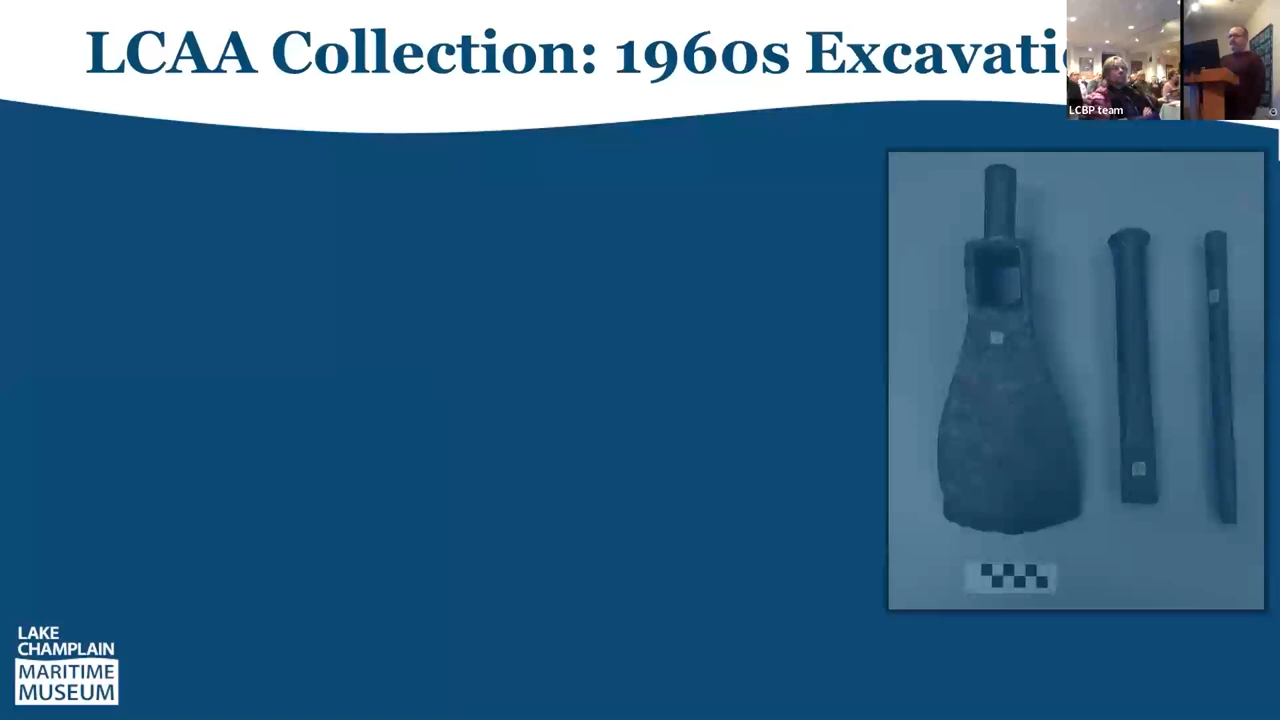 LCAA Collection: 1960s Excavati
LCBP team
LAKE
CHAMPLAIN
MARITIME
MUSEUM